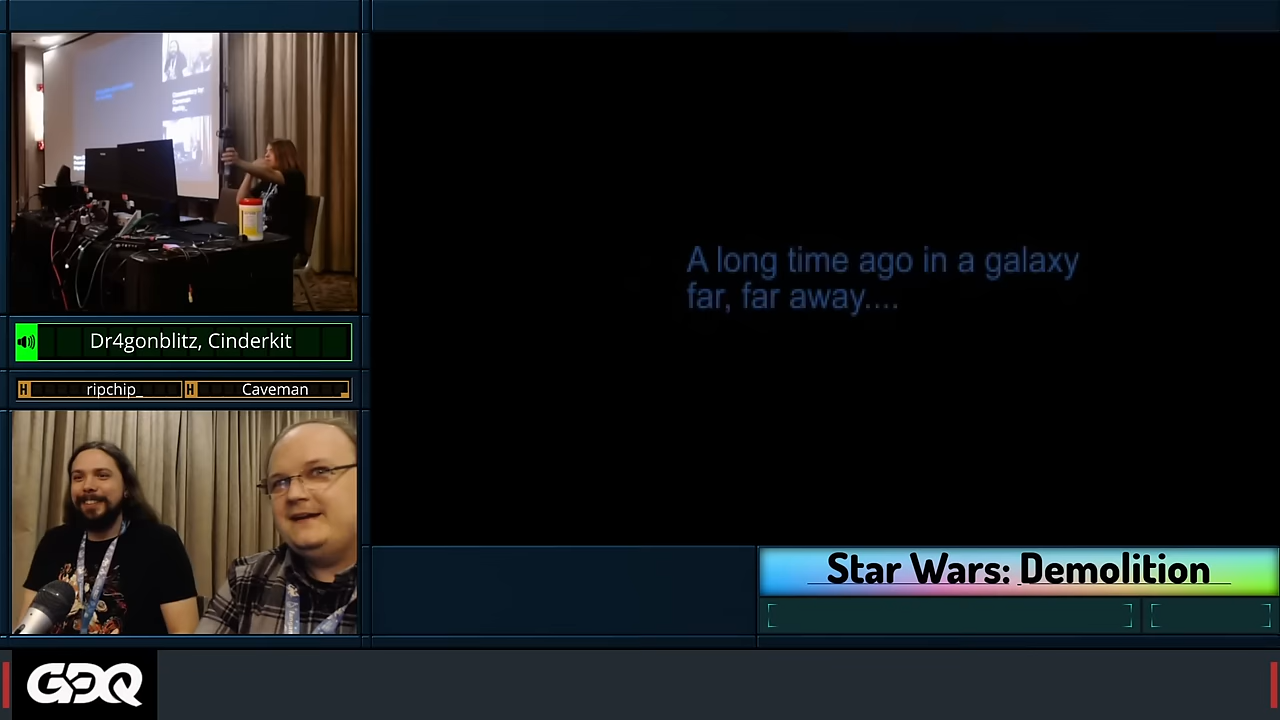 A long time ago in a galaxy
far, far away....
Dr4gonblitz, Cinderkit
H ripchip_ H Caveman
Star Wars: Demolition
GDQ